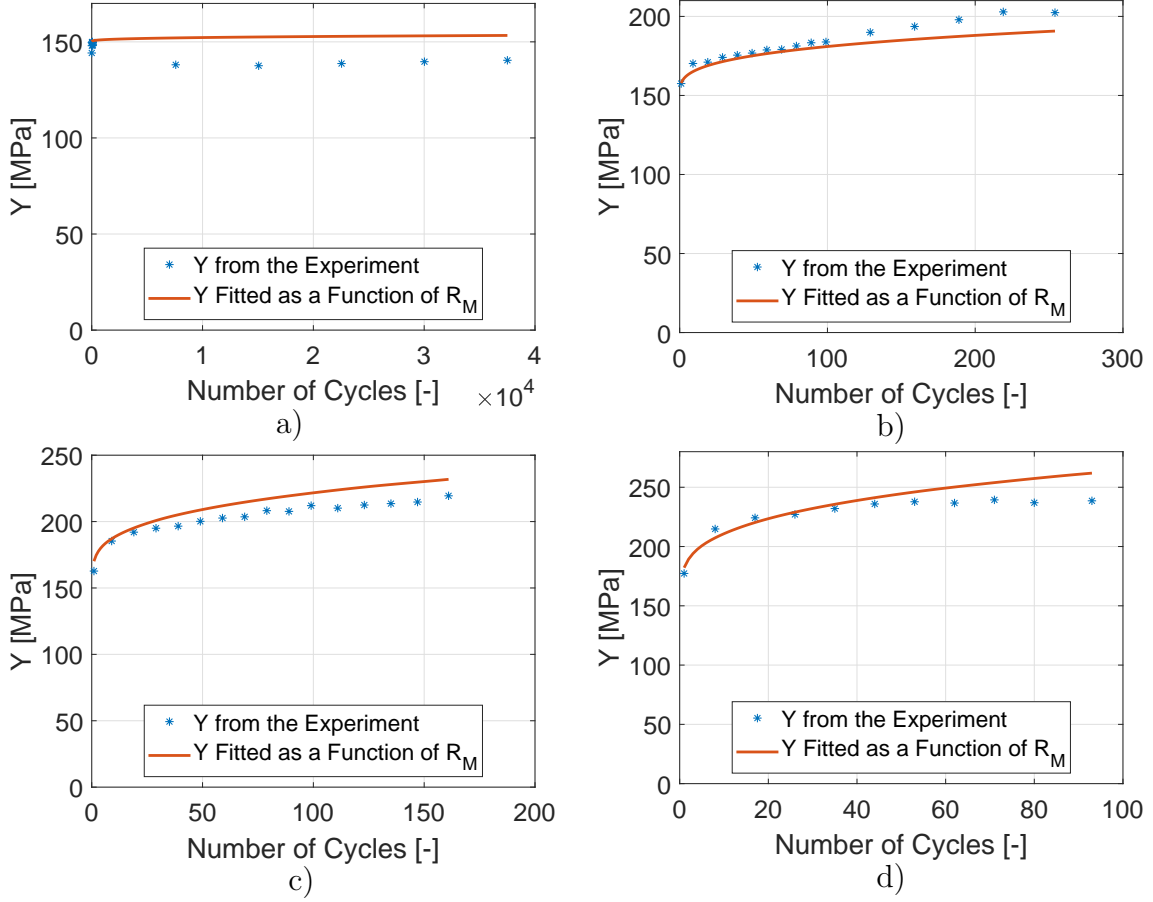 150
100
50
0
Y [MPa]
Y from the Experiment
Y Fitted as a Function of R_M
0 1 2 3 4
Number of Cycles [-] ×10^4
a)
200
150
100
50
0
Y [MPa]
Y from the Experiment
Y Fitted as a Function of R_M
0 100 200 300
Number of Cycles [-]
b)
250
200
150
100
50
0
Y [MPa]
Y from the Experiment
Y Fitted as a Function of R_M
0 50 100 150 200
Number of Cycles [-]
c)
250
200
150
100
50
0
Y [MPa]
Y from the Experiment
Y Fitted as a Function of R_M
0 20 40 60 80 100
Number of Cycles [-]
d)